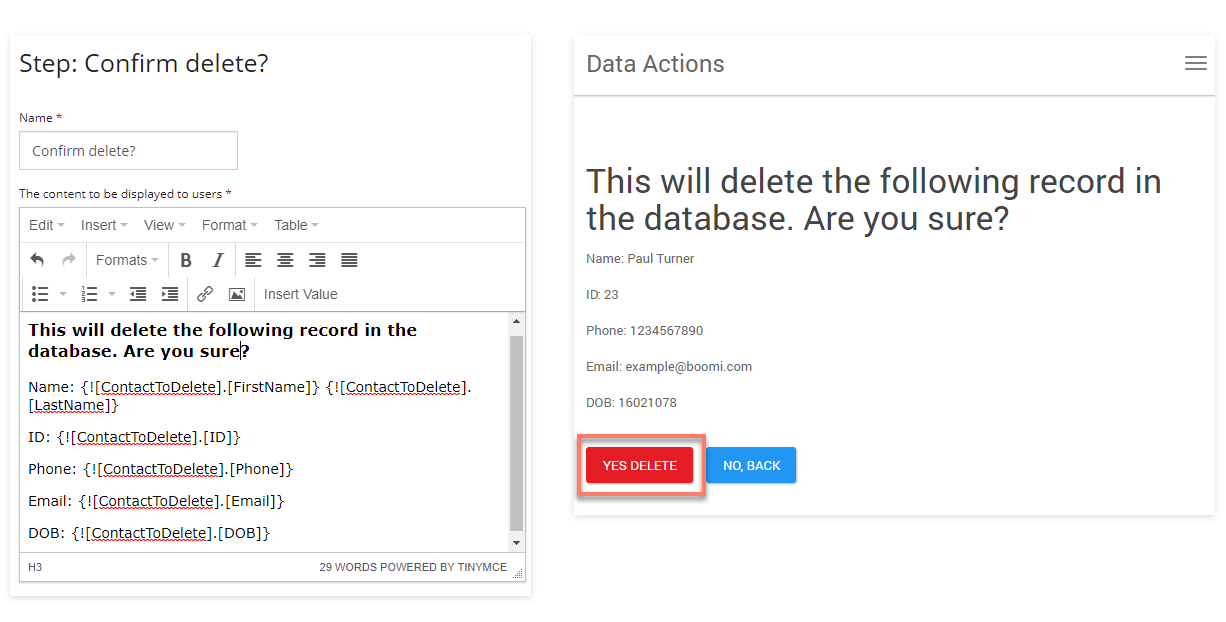 Step: Confirm delete?
Name *
Confirm delete?
The content to be displayed to users *
Edit Insert View Format Table
Formats B I
Insert Value
This will delete the following record in the
database. Are you sure?
Name: {![ContactToDelete].[FirstName]} {![ContactToDelete].
[LastName]}
ID: {![ContactToDelete].[ID]}
Phone: {![ContactToDelete].[Phone]}
Email: {![ContactToDelete].[Email]}
DOB: {![ContactToDelete].[DOB]}
H3 29 WORDS POWERED BY TINYMCE
Data Actions
This will delete the following record in
the database. Are you sure?
Name: Paul Turner
ID: 23
Phone: 1234567890
Email: example@boomi.com
DOB: 16021078
YES DELETE NO, BACK